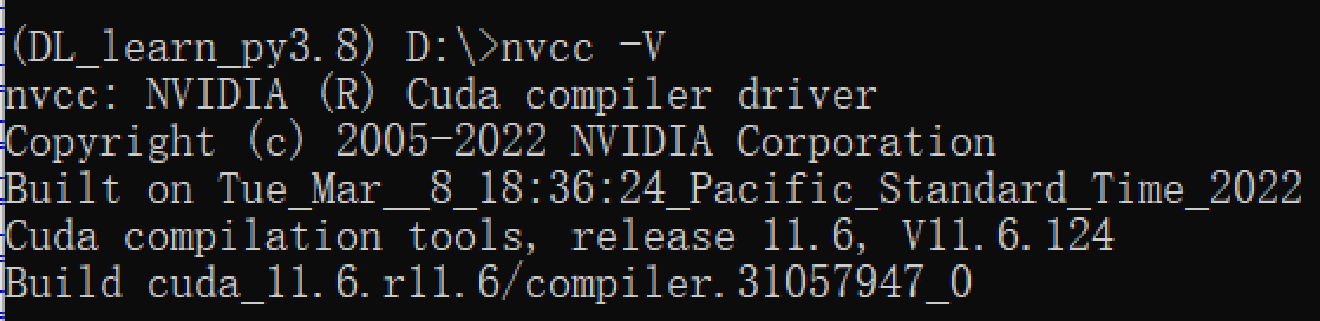 (DL_learn_py3.8) D:\>nvcc -V
nvcc: NVIDIA (R) Cuda compiler driver
Copyright (c) 2005-2022 NVIDIA Corporation
Built on Tue_Mar__8_18:36:24_Pacific_Standard_Time_2022
Cuda compilation tools, release 11.6, V11.6.124
Build cuda_11.6.r11.6/compiler.31057947_0